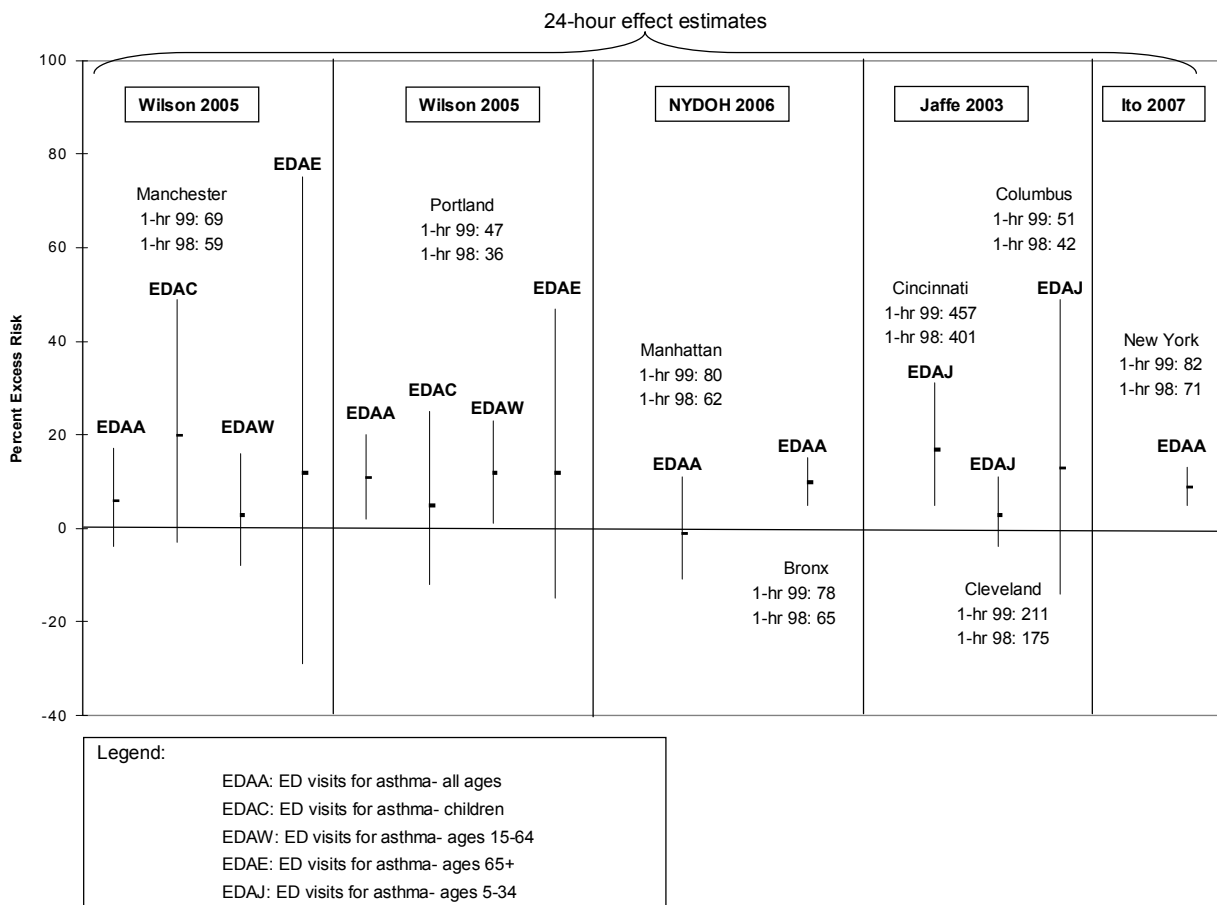 24-hour effect estimates
100
80
60
40
20
0
-20
-40
Percent Excess Risk
Wilson 2005
Manchester
1-hr 99: 69
1-hr 98: 59
EDAA
EDAC
EDAW
EDAE
Wilson 2005
Portland
1-hr 99: 47
1-hr 98: 36
EDAA
EDAC
EDAW
EDAE
NYDOH 2006
Manhattan
1-hr 99: 80
1-hr 98: 62
EDAA
EDAA
Bronx
1-hr 99: 78
1-hr 98: 65
Jaffe 2003
Cincinnati
1-hr 99: 457
1-hr 98: 401
EDAJ
EDAJ
Cleveland
1-hr 99: 211
1-hr 98: 175
Columbus
1-hr 99: 51
1-hr 98: 42
EDAJ
Ito 2007
New York
1-hr 99: 82
1-hr 98: 71
EDAA
Legend:
EDAA: ED visits for asthma- all ages
EDAC: ED visits for asthma- children
EDAW: ED visits for asthma- ages 15-64
EDAE: ED visits for asthma- ages 65+
EDAJ: ED visits for asthma- ages 5-34